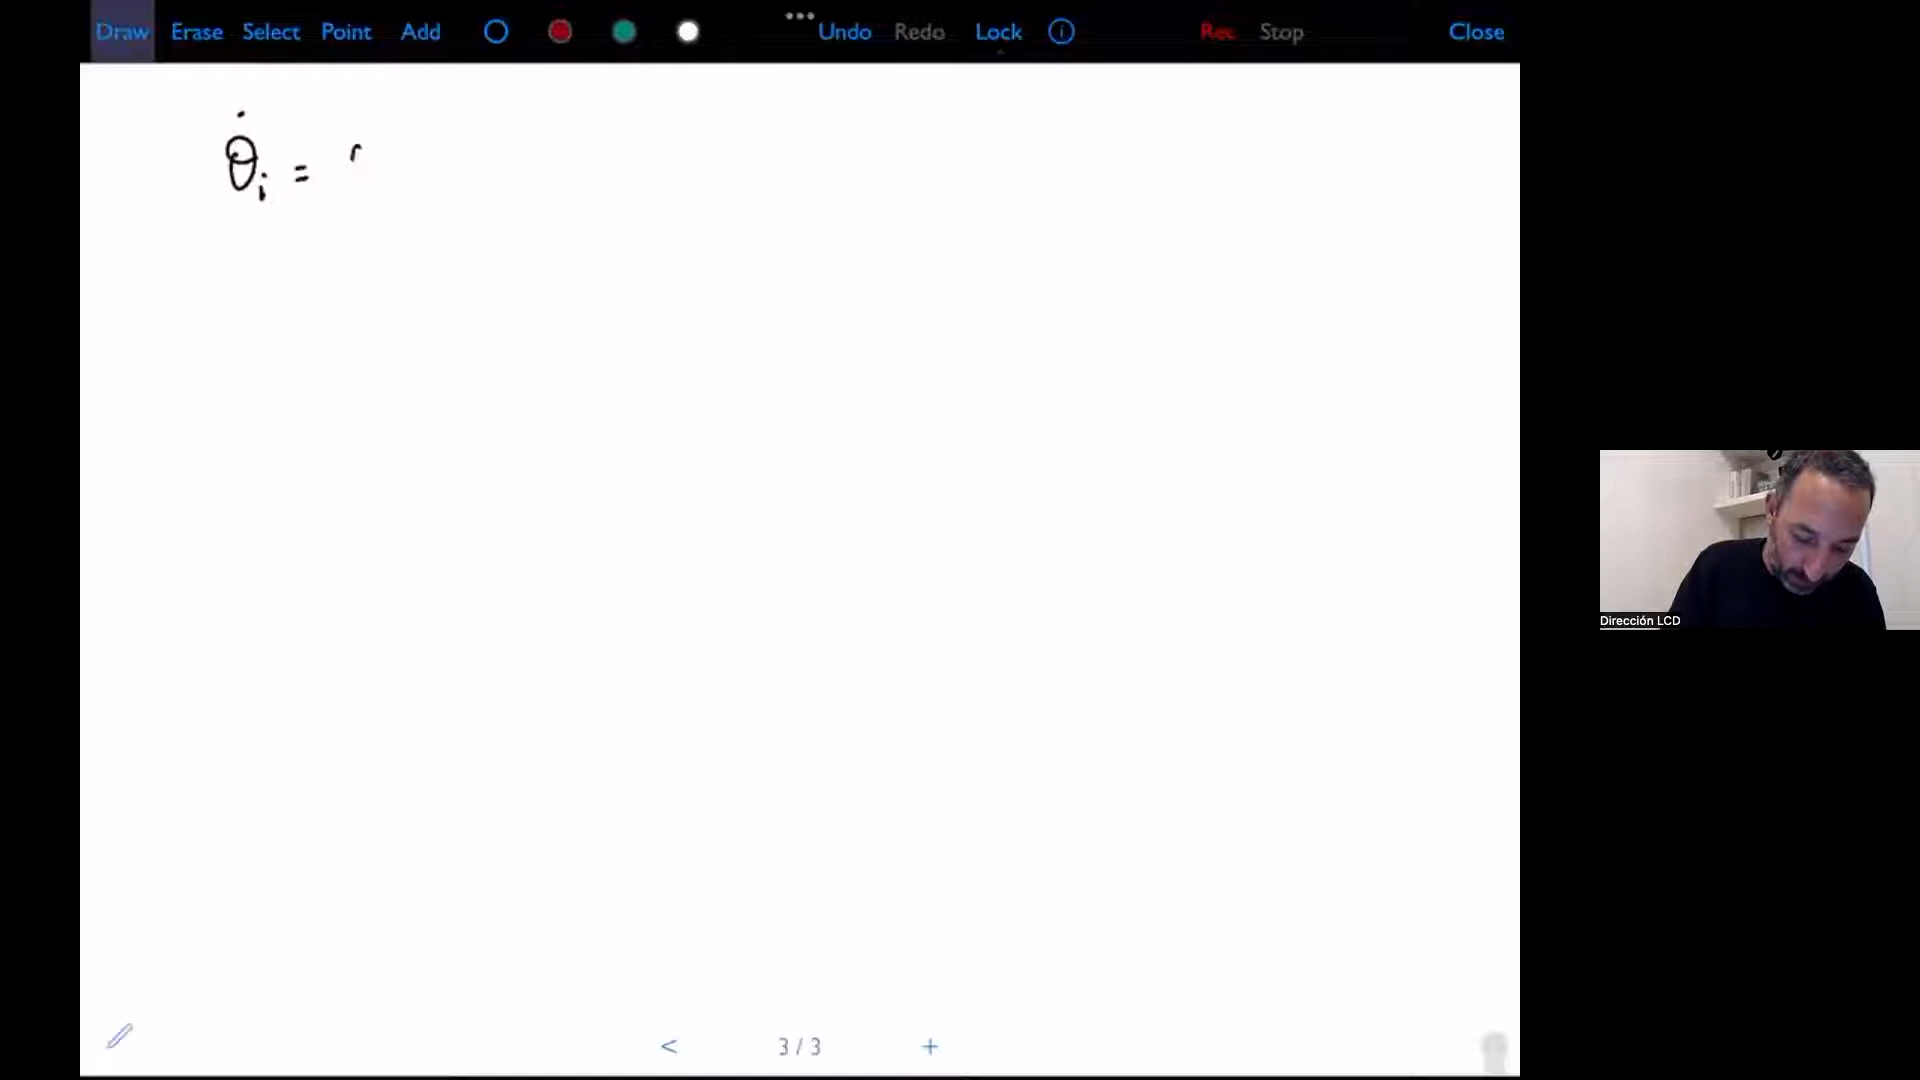 Draw Erase Select Point Add ••• Undo Redo Lock i Rec Stop Close
θ̇ᵢ =
Dirección LCD
< 3 / 3 +